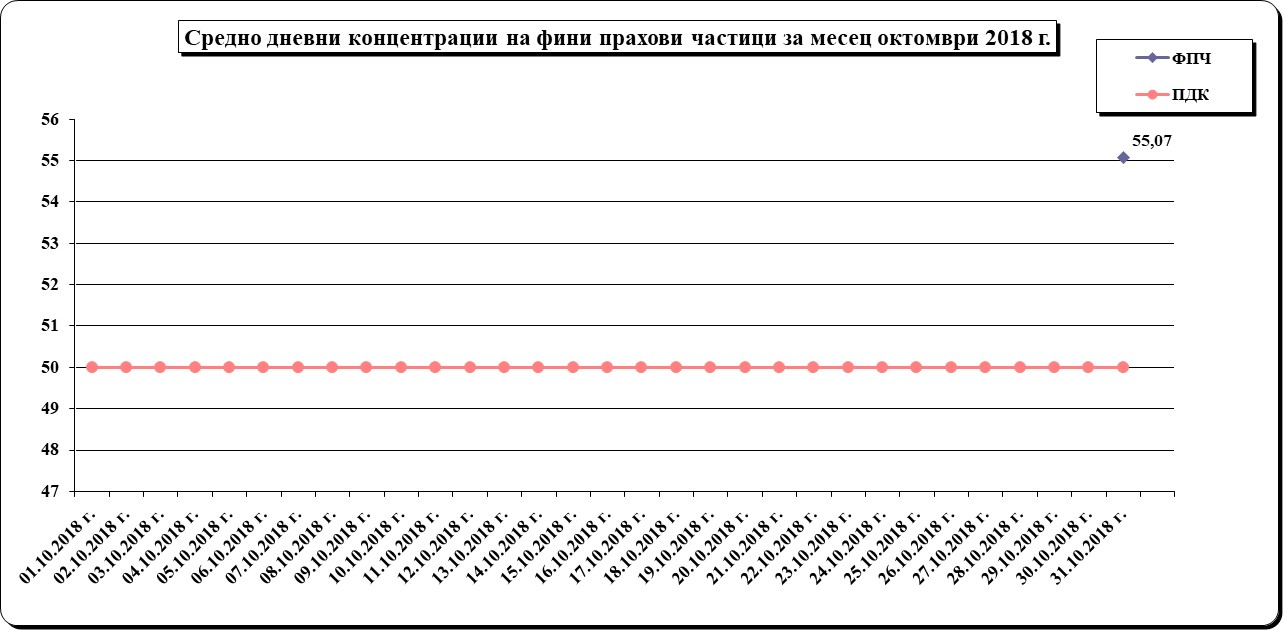 Средно дневни концентрации на фини прахови частици за месец октомври 2018 г.
ФПЧ
ПДК
55,07
56
55
54
53
52
51
50
49
48
47
01.10.2018 г.
02.10.2018 г.
03.10.2018 г.
04.10.2018 г.
05.10.2018 г.
06.10.2018 г.
07.10.2018 г.
08.10.2018 г.
09.10.2018 г.
10.10.2018 г.
11.10.2018 г.
12.10.2018 г.
13.10.2018 г.
14.10.2018 г.
15.10.2018 г.
16.10.2018 г.
17.10.2018 г.
18.10.2018 г.
19.10.2018 г.
20.10.2018 г.
21.10.2018 г.
22.10.2018 г.
23.10.2018 г.
24.10.2018 г.
25.10.2018 г.
26.10.2018 г.
27.10.2018 г.
28.10.2018 г.
29.10.2018 г.
30.10.2018 г.
31.10.2018 г.